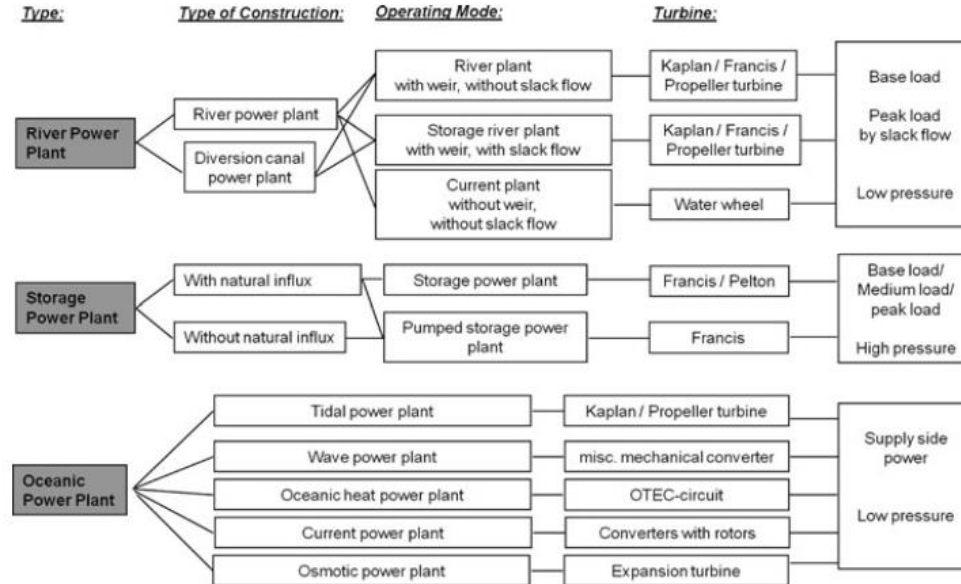 Type:
Type of Construction:
Operating Mode:
Turbine:
River Power
Plant
River power plant
Diversion canal
power plant
River plant
with weir, without slack flow
Storage river plant
with weir, with slack flow
Current plant
without weir,
without slack flow
Kaplan / Francis /
Propeller turbine
Kaplan / Francis /
Propeller turbine
Water wheel
Base load
Peak load
by slack flow
Low pressure
Storage
Power Plant
With natural influx
Without natural influx
Storage power plant
Pumped storage power
plant
Francis / Pelton
Francis
Base load/
Medium load/
peak load
High pressure
Oceanic
Power Plant
Tidal power plant
Wave power plant
Oceanic heat power plant
Current power plant
Osmotic power plant
Kaplan / Propeller turbine
misc. mechanical converter
OTEC-circuit
Converters with rotors
Expansion turbine
Supply side
power
Low pressure